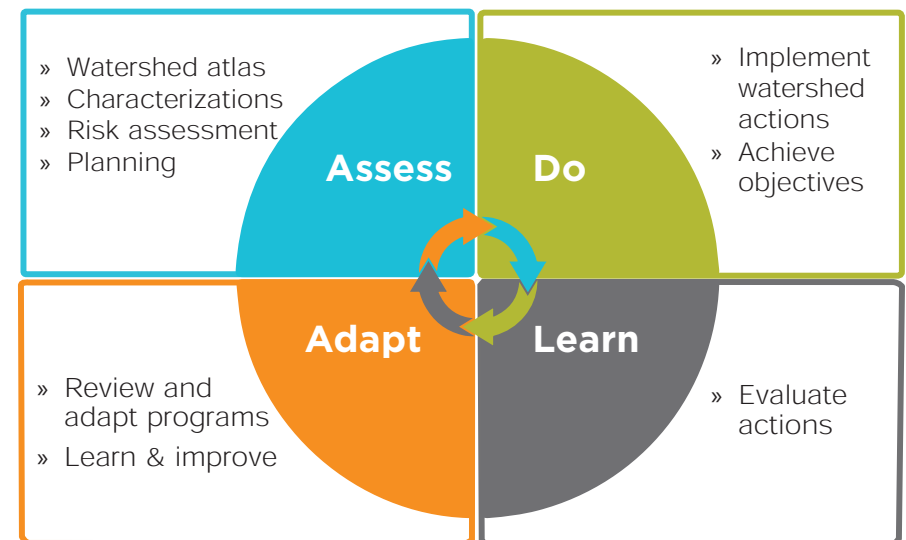 » Watershed atlas
» Characterizations
» Risk assessment
» Planning
Assess
Do
» Implement
watershed
actions
» Achieve
objectives
Adapt
» Review and
adapt programs
» Learn & improve
Learn
» Evaluate
actions